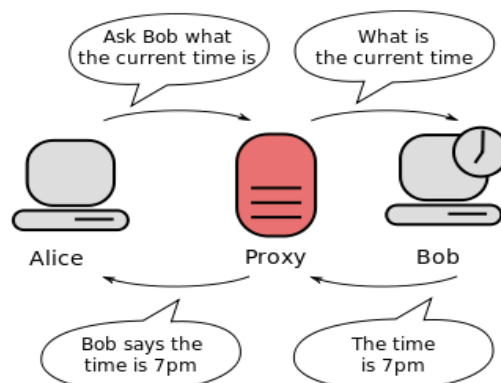 Ask Bob what
the current time is
What is
the current time
Alice
Proxy
Bob
Bob says the
time is 7pm
The time
is 7pm